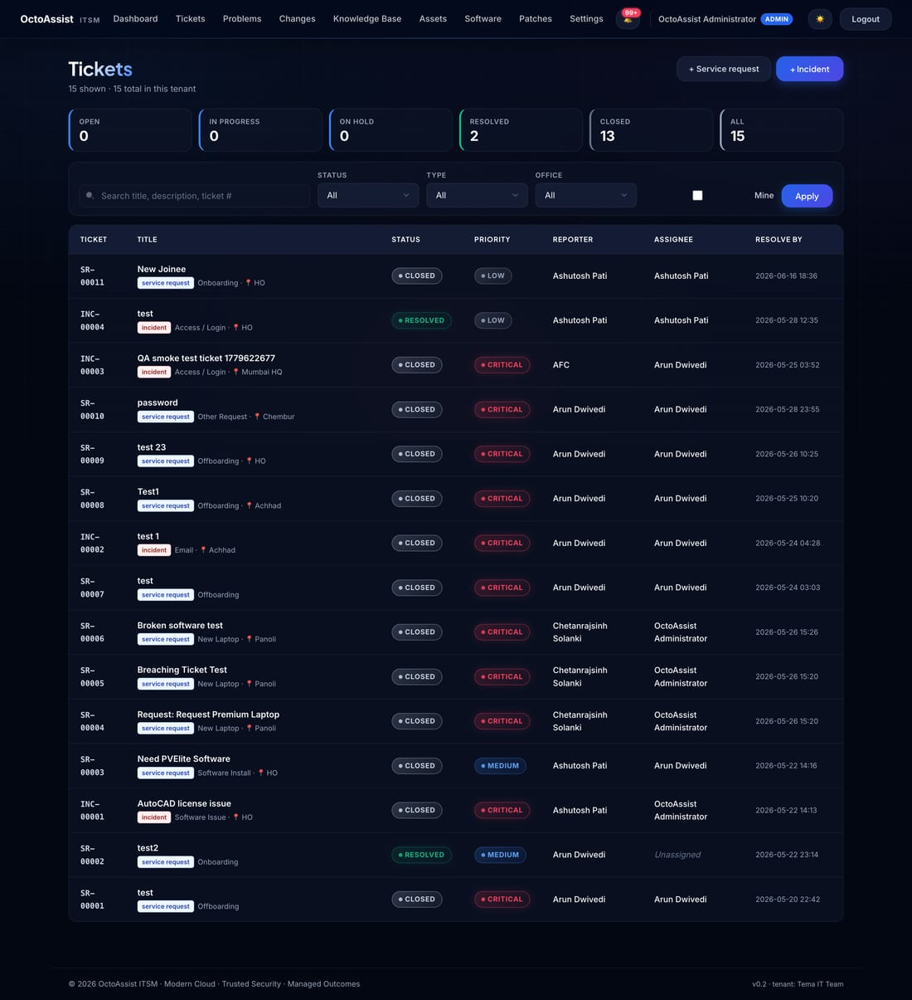 OctoAssist ITSM Dashboard Tickets Problems Changes Knowledge Base Assets Software Patches Settings 99+ OctoAssist Administrator ADMIN Logout
Tickets
15 shown · 15 total in this tenant
+ Service request + Incident
OPEN IN PROGRESS ON HOLD RESOLVED CLOSED ALL
0 0 0 2 13 15
STATUS TYPE OFFICE
Search title, description, ticket # All All All Mine Apply
TICKET TITLE STATUS PRIORITY REPORTER ASSIGNEE RESOLVE BY
SR-00011 New Joinee CLOSED LOW Ashutosh Pati Ashutosh Pati 2026-06-16 18:36
service request Onboarding · HO
INC-00004 test RESOLVED LOW Ashutosh Pati Ashutosh Pati 2026-05-28 12:35
incident Access / Login · HO
INC-00003 QA smoke test ticket 1779622677 CLOSED CRITICAL AFC Arun Dwivedi 2026-05-25 03:52
incident Access / Login · Mumbai HQ
SR-00010 password CLOSED CRITICAL Arun Dwivedi Arun Dwivedi 2026-05-28 23:55
service request Other Request · Chembur
SR-00009 test 23 CLOSED CRITICAL Arun Dwivedi Arun Dwivedi 2026-05-26 10:25
service request Offboarding · HO
SR-00008 Test1 CLOSED CRITICAL Arun Dwivedi Arun Dwivedi 2026-05-25 10:20
service request Offboarding · Achhad
INC-00002 test 1 CLOSED CRITICAL Arun Dwivedi Arun Dwivedi 2026-05-24 04:28
incident Email · Achhad
SR-00007 test CLOSED CRITICAL Arun Dwivedi Arun Dwivedi 2026-05-24 03:03
service request Offboarding
SR-00006 Broken software test CLOSED CRITICAL Chetanrajsinh Solanki OctoAssist Administrator 2026-05-26 15:26
service request New Laptop · Panoli
SR-00005 Breaching Ticket Test CLOSED CRITICAL Chetanrajsinh Solanki OctoAssist Administrator 2026-05-26 15:20
service request New Laptop · Panoli
SR-00004 Request: Request Premium Laptop CLOSED CRITICAL Chetanrajsinh Solanki OctoAssist Administrator 2026-05-26 15:20
service request New Laptop · Panoli
SR-00003 Need PVElite Software CLOSED MEDIUM Ashutosh Pati Arun Dwivedi 2026-05-22 14:16
service request Software Install · HO
INC-00001 AutoCAD license issue CLOSED CRITICAL Ashutosh Pati OctoAssist Administrator 2026-05-22 14:13
incident Software Issue · HO
SR-00002 test2 RESOLVED MEDIUM Arun Dwivedi Unassigned 2026-05-22 23:14
service request Onboarding
SR-00001 test CLOSED CRITICAL Arun Dwivedi Arun Dwivedi 2026-05-20 22:42
service request Offboarding
© 2026 OctoAssist ITSM · Modern Cloud · Trusted Security · Managed Outcomes v0.2 · tenant: Tema IT Team